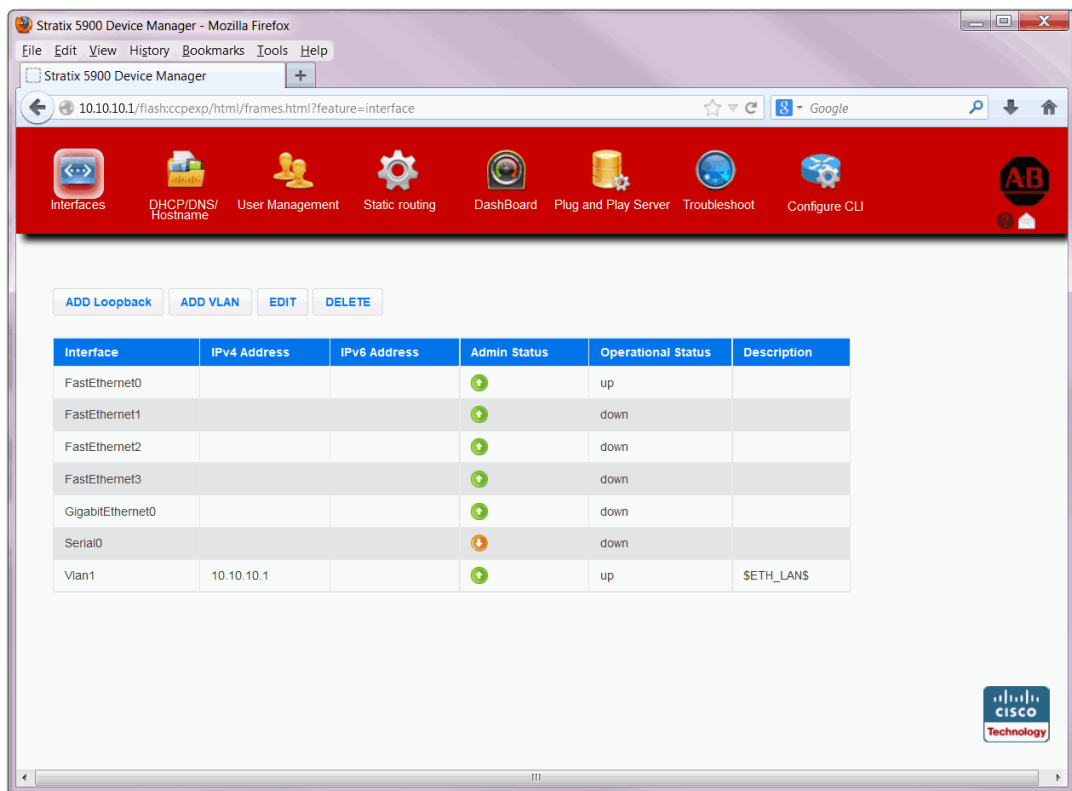 Stratix 5900 Device Manager - Mozilla Firefox
File Edit View History Bookmarks Tools Help
Stratix 5900 Device Manager +
10.10.10.1/flash:ccpexp/html/frames.html?feature=interface
8 Google
Interfaces
DHCP/DNS/
Hostname
User Management
Static routing
DashBoard
Plug and Play Server
Troubleshoot
Configure CLI
AB
?
ADD Loopback ADD VLAN EDIT DELETE
Interface IPv4 Address IPv6 Address Admin Status Operational Status Description
FastEthernet0 up
FastEthernet1 down
FastEthernet2 down
FastEthernet3 down
GigabitEthernet0 down
Serial0 down
Vlan1 10.10.10.1 up $ETH_LAN$
CISCO
Technology